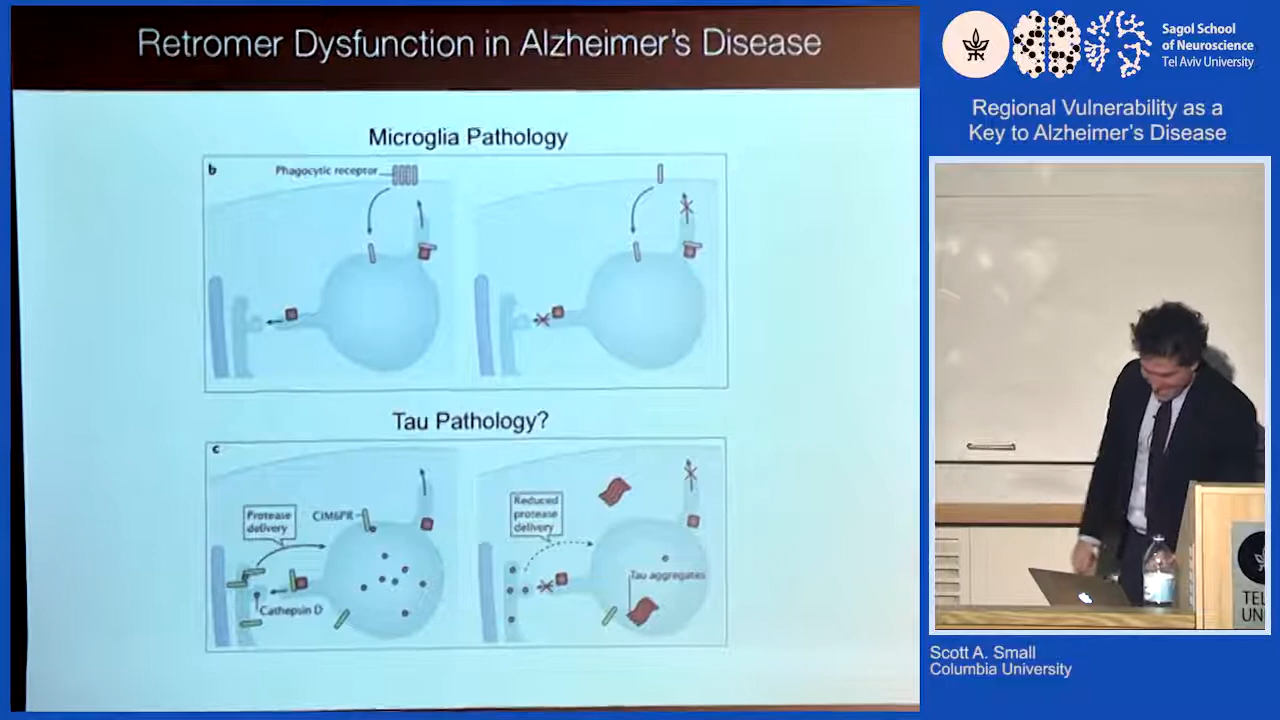 Retromer Dysfunction in Alzheimer's Disease
Microglia Pathology
b
Phagocytic receptor
Tau Pathology?
c
Protease
delivery
CIM6PR
Cathepsin D
Reduced
protease
delivery
Tau aggregates
Sagol School
of Neuroscience
Tel Aviv University
Regional Vulnerability as a
Key to Alzheimer's Disease
TEL
UN
Scott A. Small
Columbia University